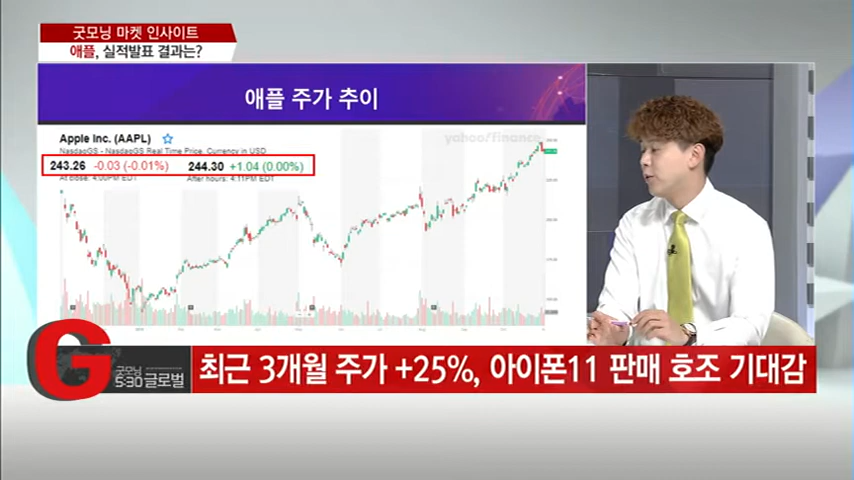 굿모닝 마켓 인사이트
애플, 실적발표 결과는?
애플 주가 추이
Apple Inc. (AAPL)
yahoo/finance
NasdaqGS - NasdaqGS Real Time Price. Currency in USD
243.26 -0.03 (-0.01%) 244.30 +1.04 (0.00%)
At close: 4:00PM EDT After hours: 4:11PM EDT
G
굿모닝
5:30 글로벌
최근 3개월 주가 +25%, 아이폰11 판매 호조 기대감